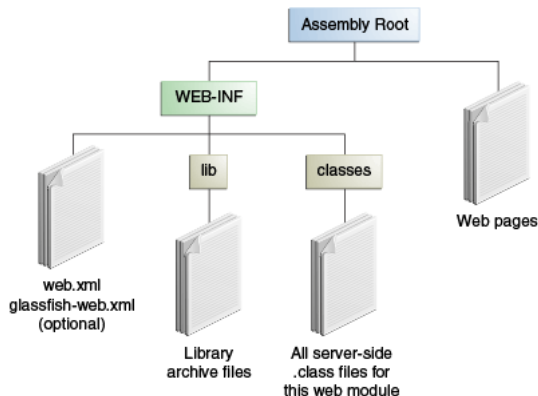 Assembly Root
WEB-INF
lib
classes
Web pages
web.xml
glassfish-web.xml
(optional)
Library
archive files
All server-side
.class files for
this web module